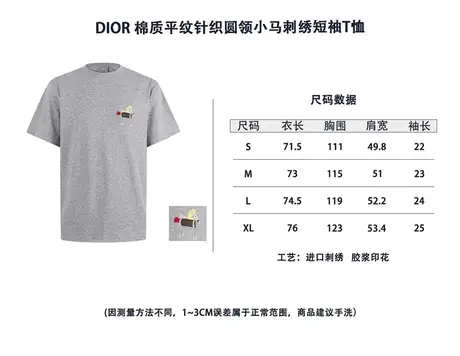 DIOR 棉质平纹针织圆领小马刺绣短袖T恤
尺码数据
尺码 衣长 胸围 肩宽 袖长
S 71.5 111 49.8 22
M 73 115 51 23
L 74.5 119 52.2 24
XL 76 123 53.4 25
工艺：进口刺绣 胶浆印花
(因测量方法不同，1~3CM误差属于正常范围，商品建议手洗)